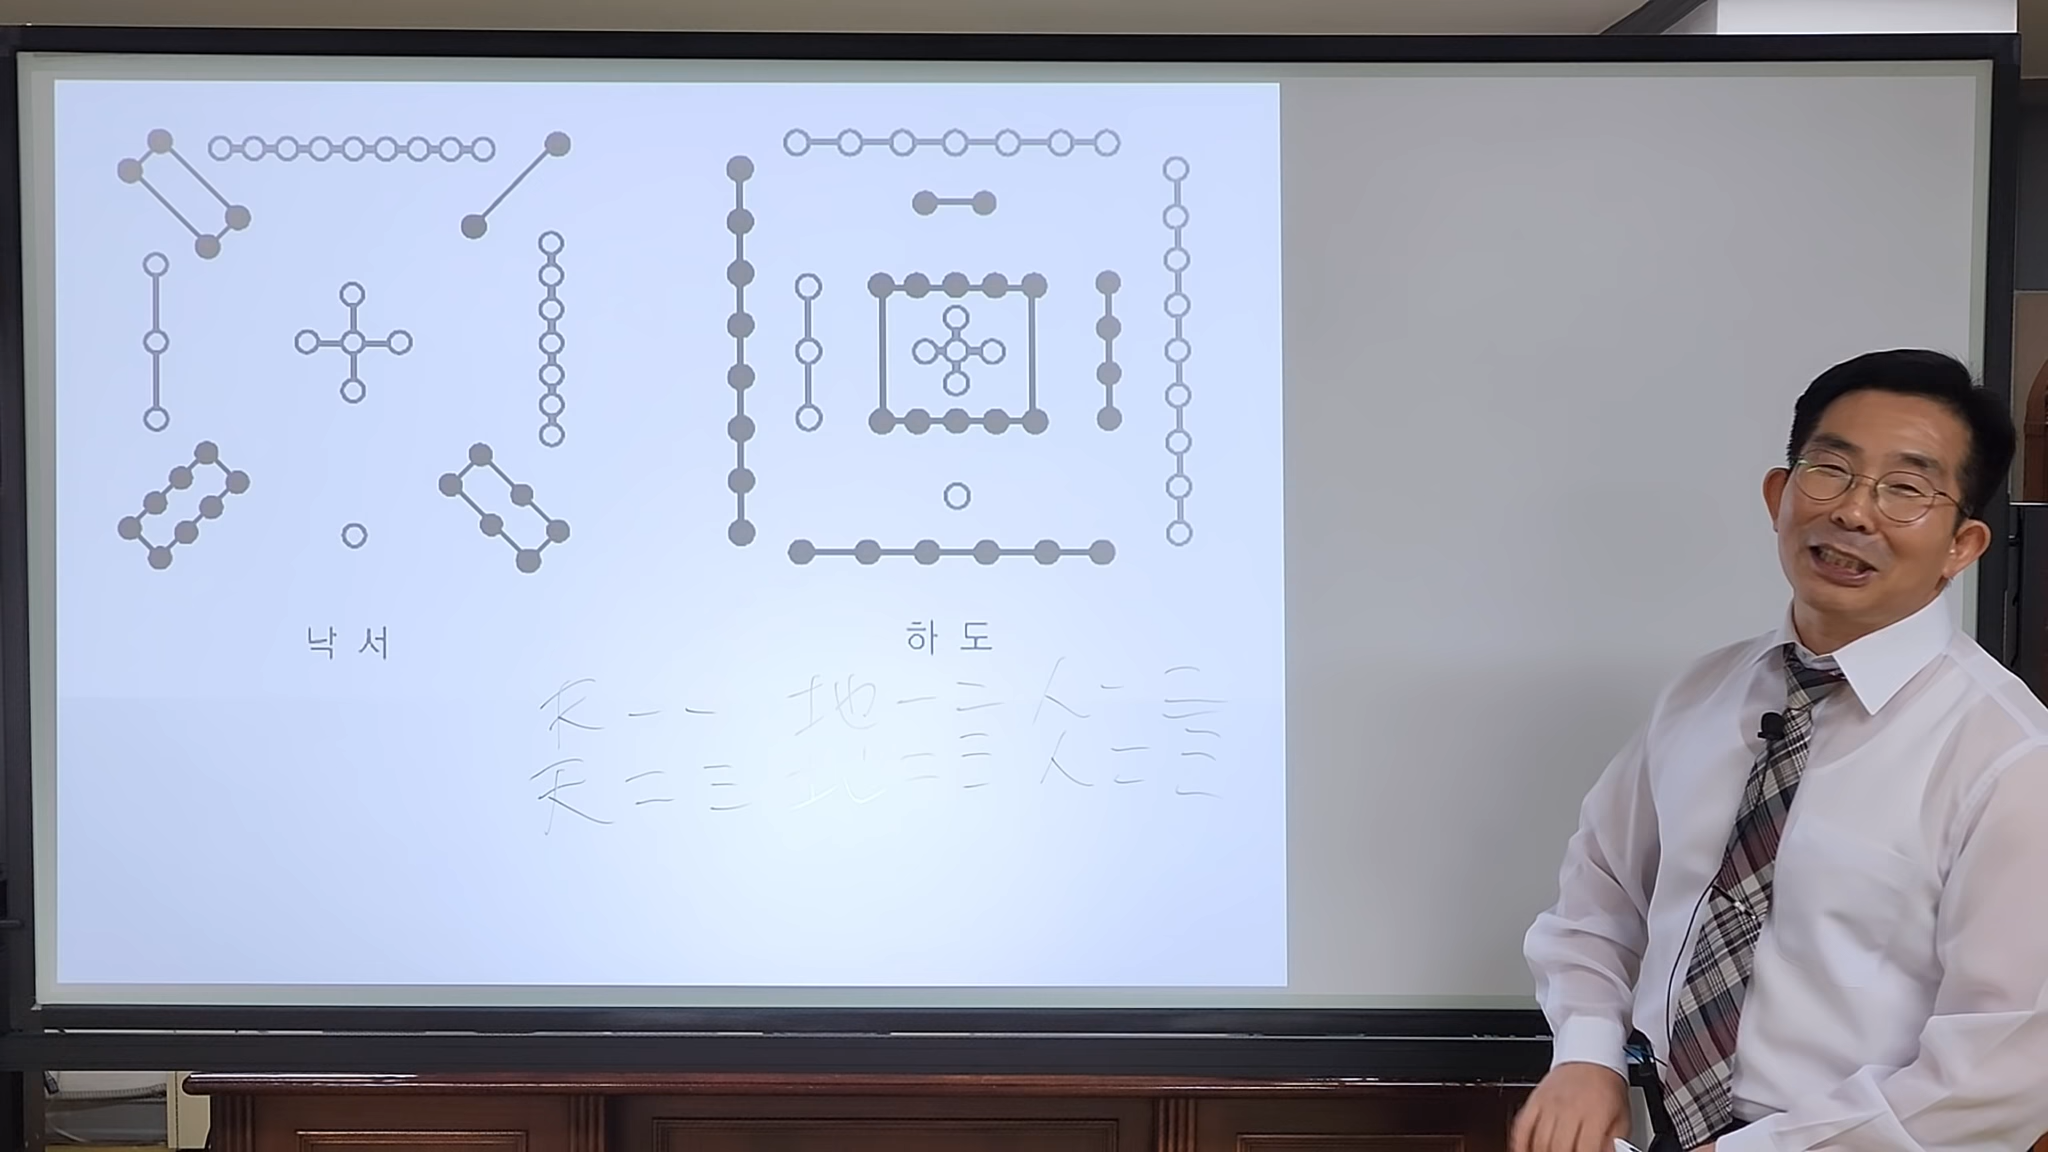 낙 서
하 도
天 一 一 地 一 二 人 一 三
天 二 三 地 二 三 人 二 三